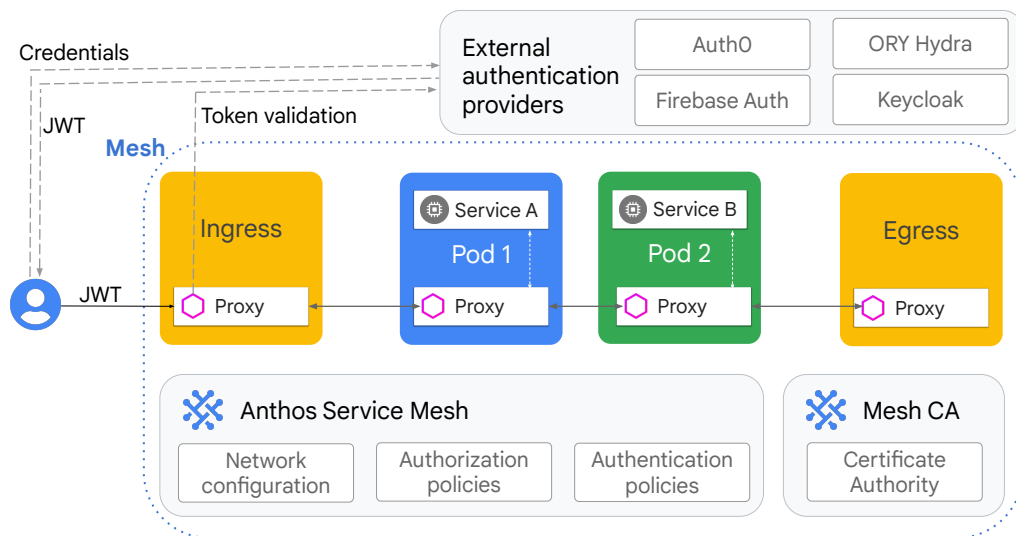 Credentials
JWT
Token validation
External
authentication
providers
Auth0
ORY Hydra
Firebase Auth
Keycloak
Mesh
Ingress
Proxy
JWT
Service A
Pod 1
Proxy
Service B
Pod 2
Proxy
Egress
Proxy
Anthos Service Mesh
Network
configuration
Authorization
policies
Authentication
policies
Mesh CA
Certificate
Authority